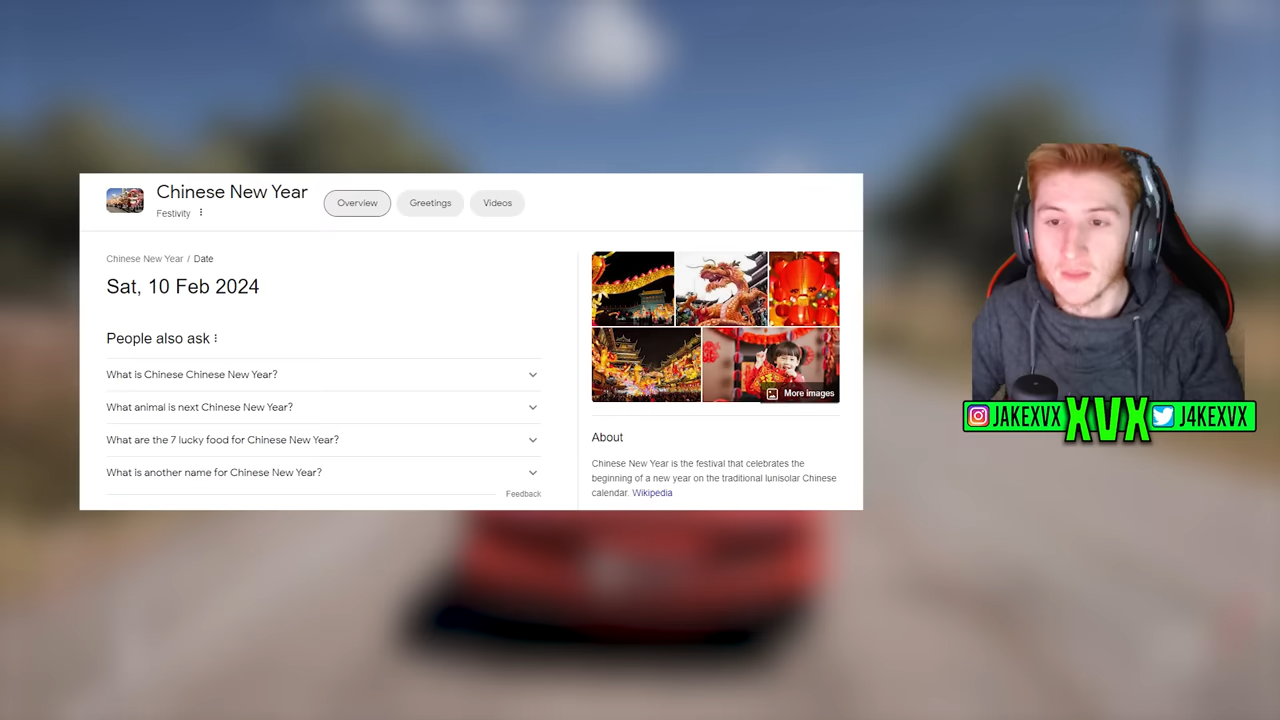 Chinese New Year
Festivity
Overview
Greetings
Videos
Chinese New Year / Date
Sat, 10 Feb 2024
People also ask
What is Chinese Chinese New Year?
What animal is next Chinese New Year?
What are the 7 lucky food for Chinese New Year?
What is another name for Chinese New Year?
Feedback
More images
About
Chinese New Year is the festival that celebrates the
beginning of a new year on the traditional lunisolar Chinese
calendar. Wikipedia
JAKEXVX XVX J4KEXVX